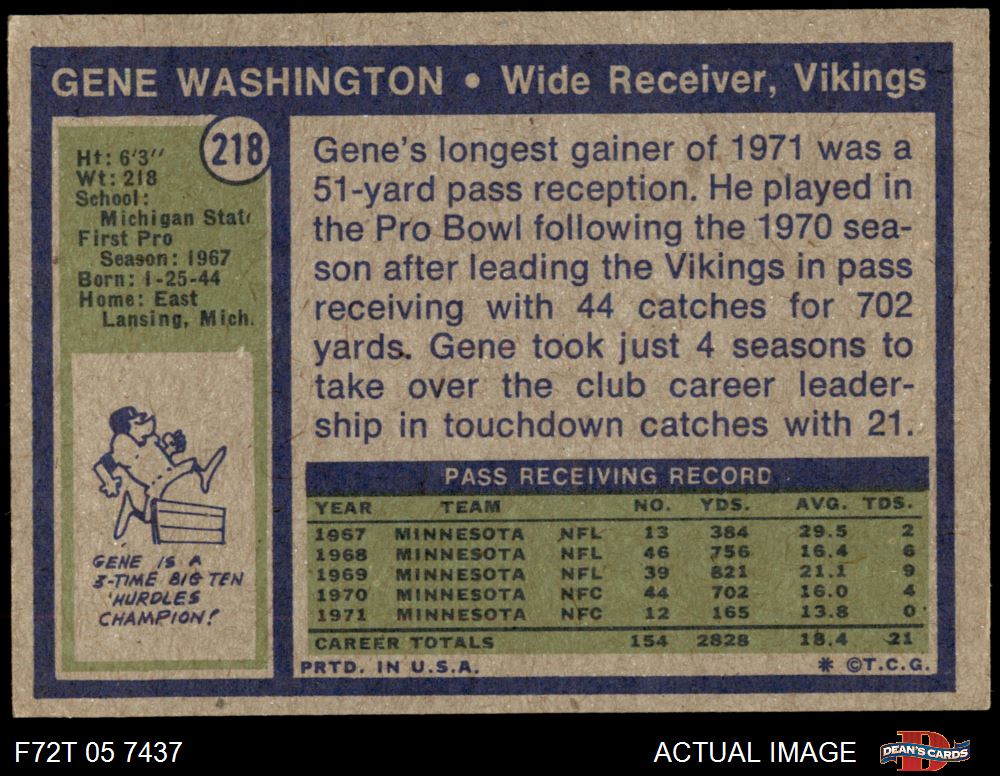 GENE WASHINGTON • Wide Receiver, Vikings
218
Ht: 6'3"
Wt: 218
School:
Michigan State
First Pro
Season: 1967
Born: 1-25-44
Home: East
Lansing, Mich.
GENE IS A
3-TIME BIG TEN
HURDLES
CHAMPION!
Gene's longest gainer of 1971 was a
51-yard pass reception. He played in
the Pro Bowl following the 1970 sea-
son after leading the Vikings in pass
receiving with 44 catches for 702
yards. Gene took just 4 seasons to
take over the club career leader-
ship in touchdown catches with 21.
PASS RECEIVING RECORD
YEAR TEAM NO. YDS. AVG. TDS.
1967 MINNESOTA NFL 13 384 29.5 2
1968 MINNESOTA NFL 46 756 16.4 6
1969 MINNESOTA NFL 39 821 21.1 9
1970 MINNESOTA NFC 44 702 16.0 4
1971 MINNESOTA NFC 12 165 13.8 0
CAREER TOTALS 154 2828 18.4 21
PRTD. IN U.S.A. * ©T.C.G.
F72T 05 7437 ACTUAL IMAGE DEAN'S CARDS